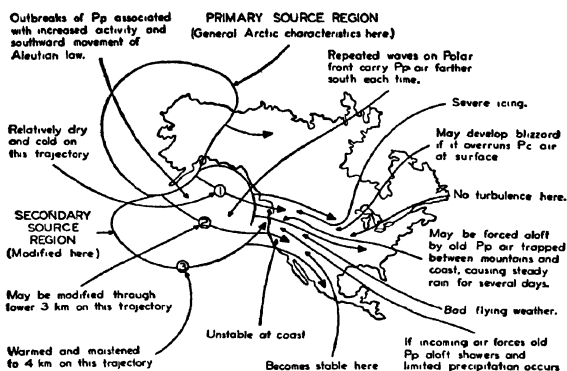 Outbreaks of Pp associated
with increased activity and
southward movement of
Aleutian law.
PRIMARY SOURCE REGION
(General Arctic characteristics here.)
Repeated waves on Polar
front carry Pp air farther
south each time.
Severe icing.
May develop blizzard
if it overruns Pc air
at surface
Relatively dry
and cold on
this trajectory
No turbulence here.
SECONDARY
SOURCE
REGION
(Modified here)
1
2
3
May be forced aloft
by old Pp air trapped
between mountains and
coast, causing steady
rain for several days.
May be modified through
lower 3 km on this trajectory
Unstable at coast
Bad flying weather.
Warmed and moistened
to 4 km on this trajectory
Becomes stable here
If incoming air forces old
Pp aloft showers and
limited precipitation occurs